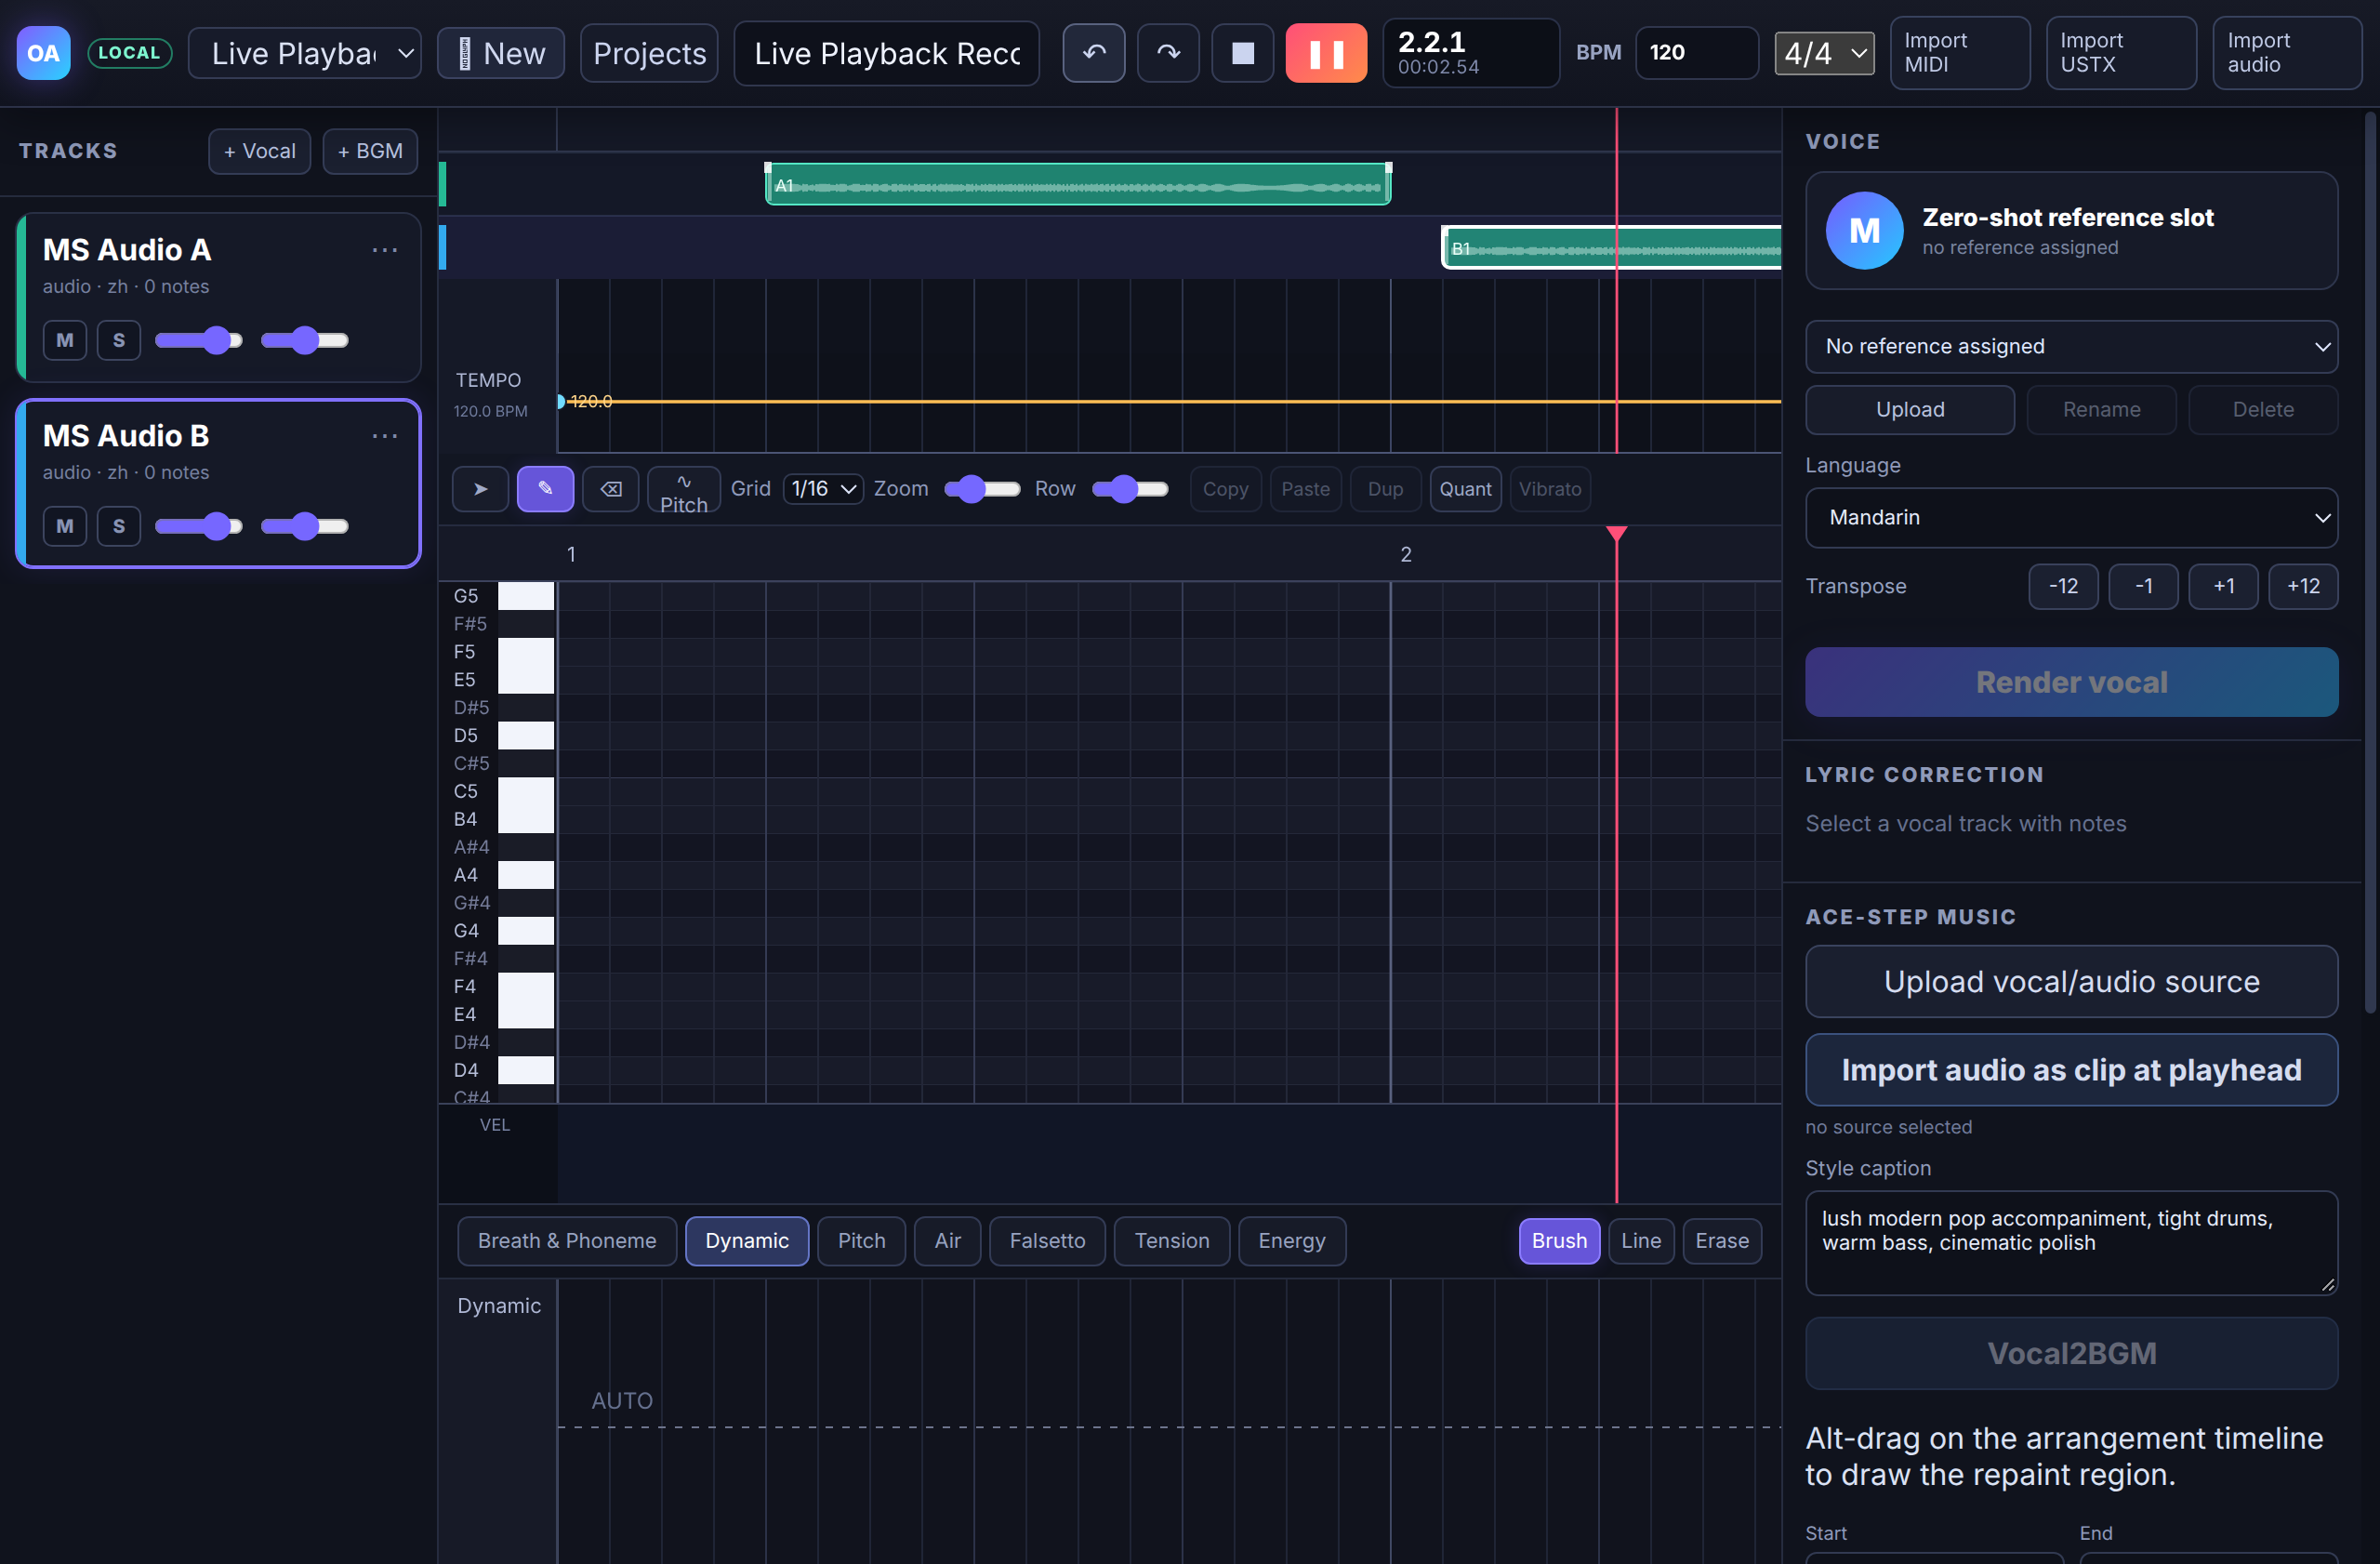 OA
LOCAL
Live Playba
New
Projects
Live Playback Rec
2.2.1
00:02.54
BPM
120
4/4
Import
MIDI
Import
USTX
Import
audio
TRACKS
+ Vocal
+ BGM
MS Audio A
audio · zh · 0 notes
M
S
MS Audio B
audio · zh · 0 notes
M
S
A1
B1
TEMPO
120.0 BPM
120.0
Pitch
Grid
1/16
Zoom
Row
Copy
Paste
Dup
Quant
Vibrato
1
2
G5
F#5
F5
E5
D#5
D5
C#5
C5
B4
A#4
A4
G#4
G4
F#4
F4
E4
D#4
D4
C#4
VEL
Breath & Phoneme
Dynamic
Pitch
Air
Falsetto
Tension
Energy
Brush
Line
Erase
Dynamic
AUTO
VOICE
M
Zero-shot reference slot
no reference assigned
No reference assigned
Upload
Rename
Delete
Language
Mandarin
Transpose
-12
-1
+1
+12
Render vocal
LYRIC CORRECTION
Select a vocal track with notes
ACE-STEP MUSIC
Upload vocal/audio source
Import audio as clip at playhead
no source selected
Style caption
lush modern pop accompaniment, tight drums,
warm bass, cinematic polish
Vocal2BGM
Alt-drag on the arrangement timeline
to draw the repaint region.
Start
End